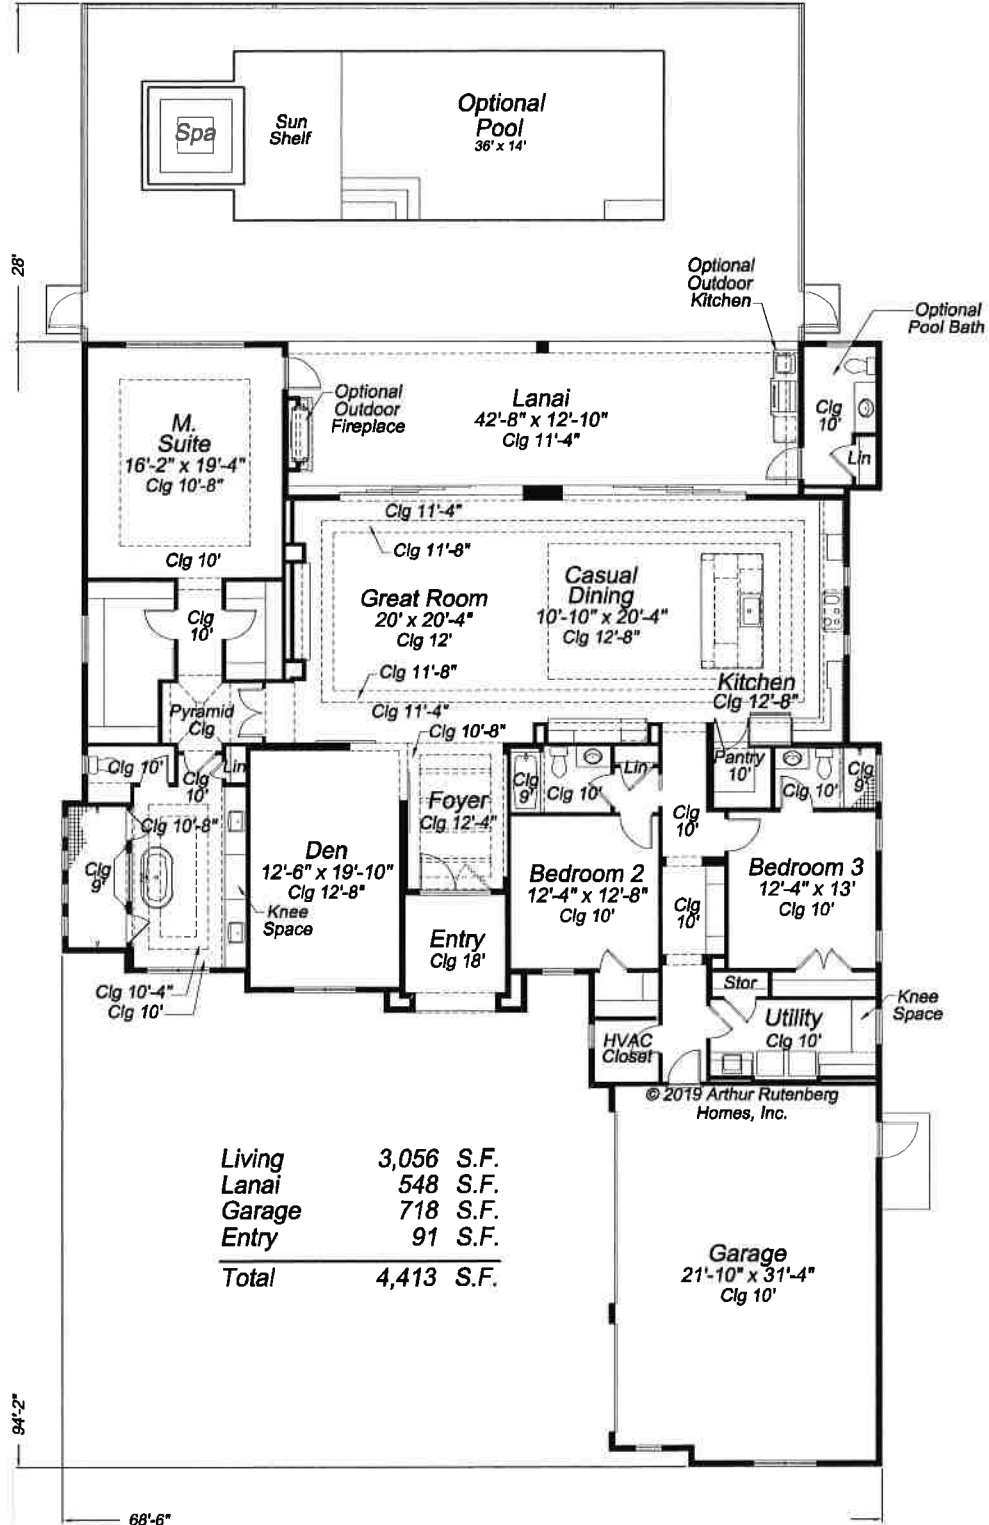 Optional
Pool
36' x 14'
Sun
Shelf
Spa
28'
Optional
Outdoor
Kitchen
Optional
Pool Bath
Optional
Outdoor
Fireplace
Lanai
42'-8" x 12'-10"
Clg 11'-4"
Clg
10'
Lin
M.
Suite
16'-2" x 19'-4"
Clg 10'-8"
Clg 10'
Clg 11'-4"
Clg 11'-8"
Great Room
20' x 20'-4"
Clg 12'
Casual
Dining
10'-10" x 20'-4"
Clg 12'-8"
Clg
10'
Clg 11'-8"
Kitchen
Clg 12'-8"
Pyramid
Clg
Clg 11'-4"
Clg 10'-8"
Clg 10'
Clg
10'
Lin
Pantry
10'
Clg
9'
Clg 10'
Lin
Clg 10'
Clg
9'
Foyer
Clg 12'-4"
Clg 10'-8"
Clg
10'
Clg
9'
Den
12'-6" x 19'-10"
Clg 12'-8"
Bedroom 2
12'-4" x 12'-8"
Clg 10'
Bedroom 3
12'-4" x 13'
Clg 10'
Clg
10'
Knee
Space
Entry
Clg 18'
Clg 10'-4"
Clg 10'
Stor
Utility
Clg 10'
Knee
Space
HVAC
Closet
© 2019 Arthur Rutenberg
Homes, Inc.
Living 3,056 S.F.
Lanai 548 S.F.
Garage 718 S.F.
Entry 91 S.F.
Total 4,413 S.F.
Garage
21'-10" x 31'-4"
Clg 10'
94'-2"
68'-6"